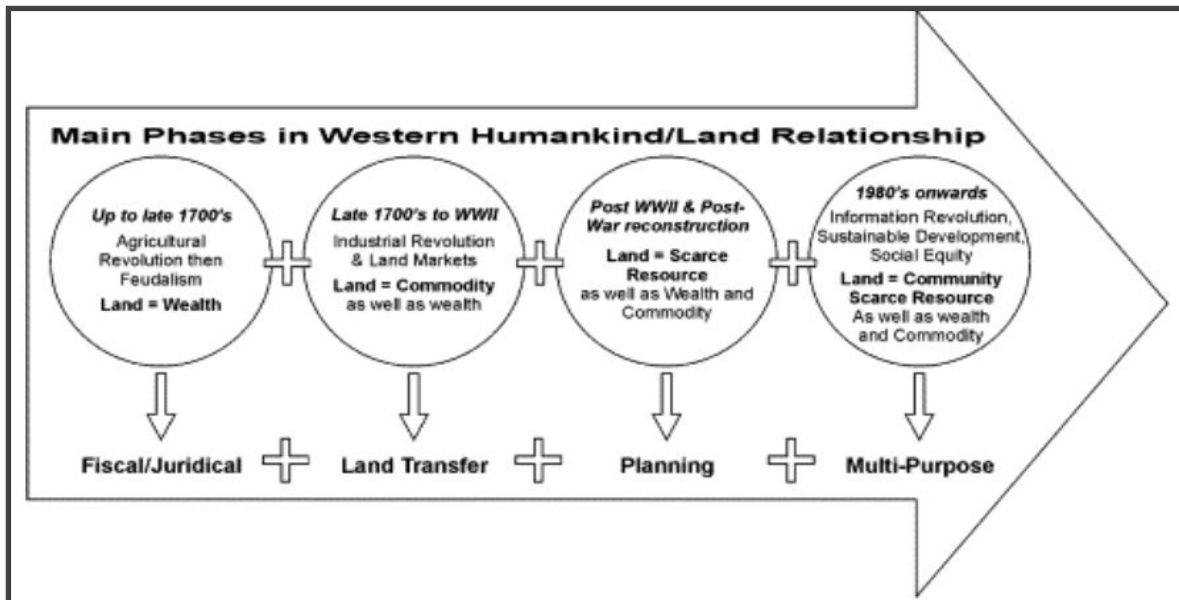 Main Phases in Western Humankind/Land Relationship
Up to late 1700's
Agricultural
Revolution then
Feudalism
Land = Wealth
Late 1700's to WWII
Industrial Revolution
& Land Markets
Land = Commodity
as well as wealth
Post WWII & Post-
War reconstruction
Land = Scarce
Resource
as well as Wealth and
Commodity
1980's onwards
Information Revolution,
Sustainable Development,
Social Equity
Land = Community
Scarce Resource
As well as wealth
and Commodity
Fiscal/Juridical
Land Transfer
Planning
Multi-Purpose